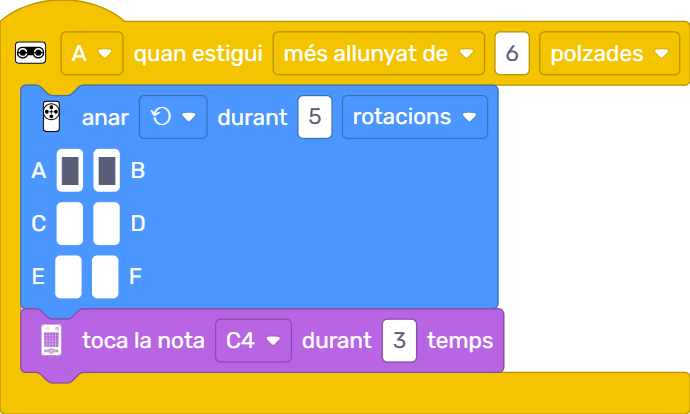 A quan estigui més allunyat de 6 polzades
anar durant 5 rotacions
A B
C D
E F
toca la nota C4 durant 3 temps